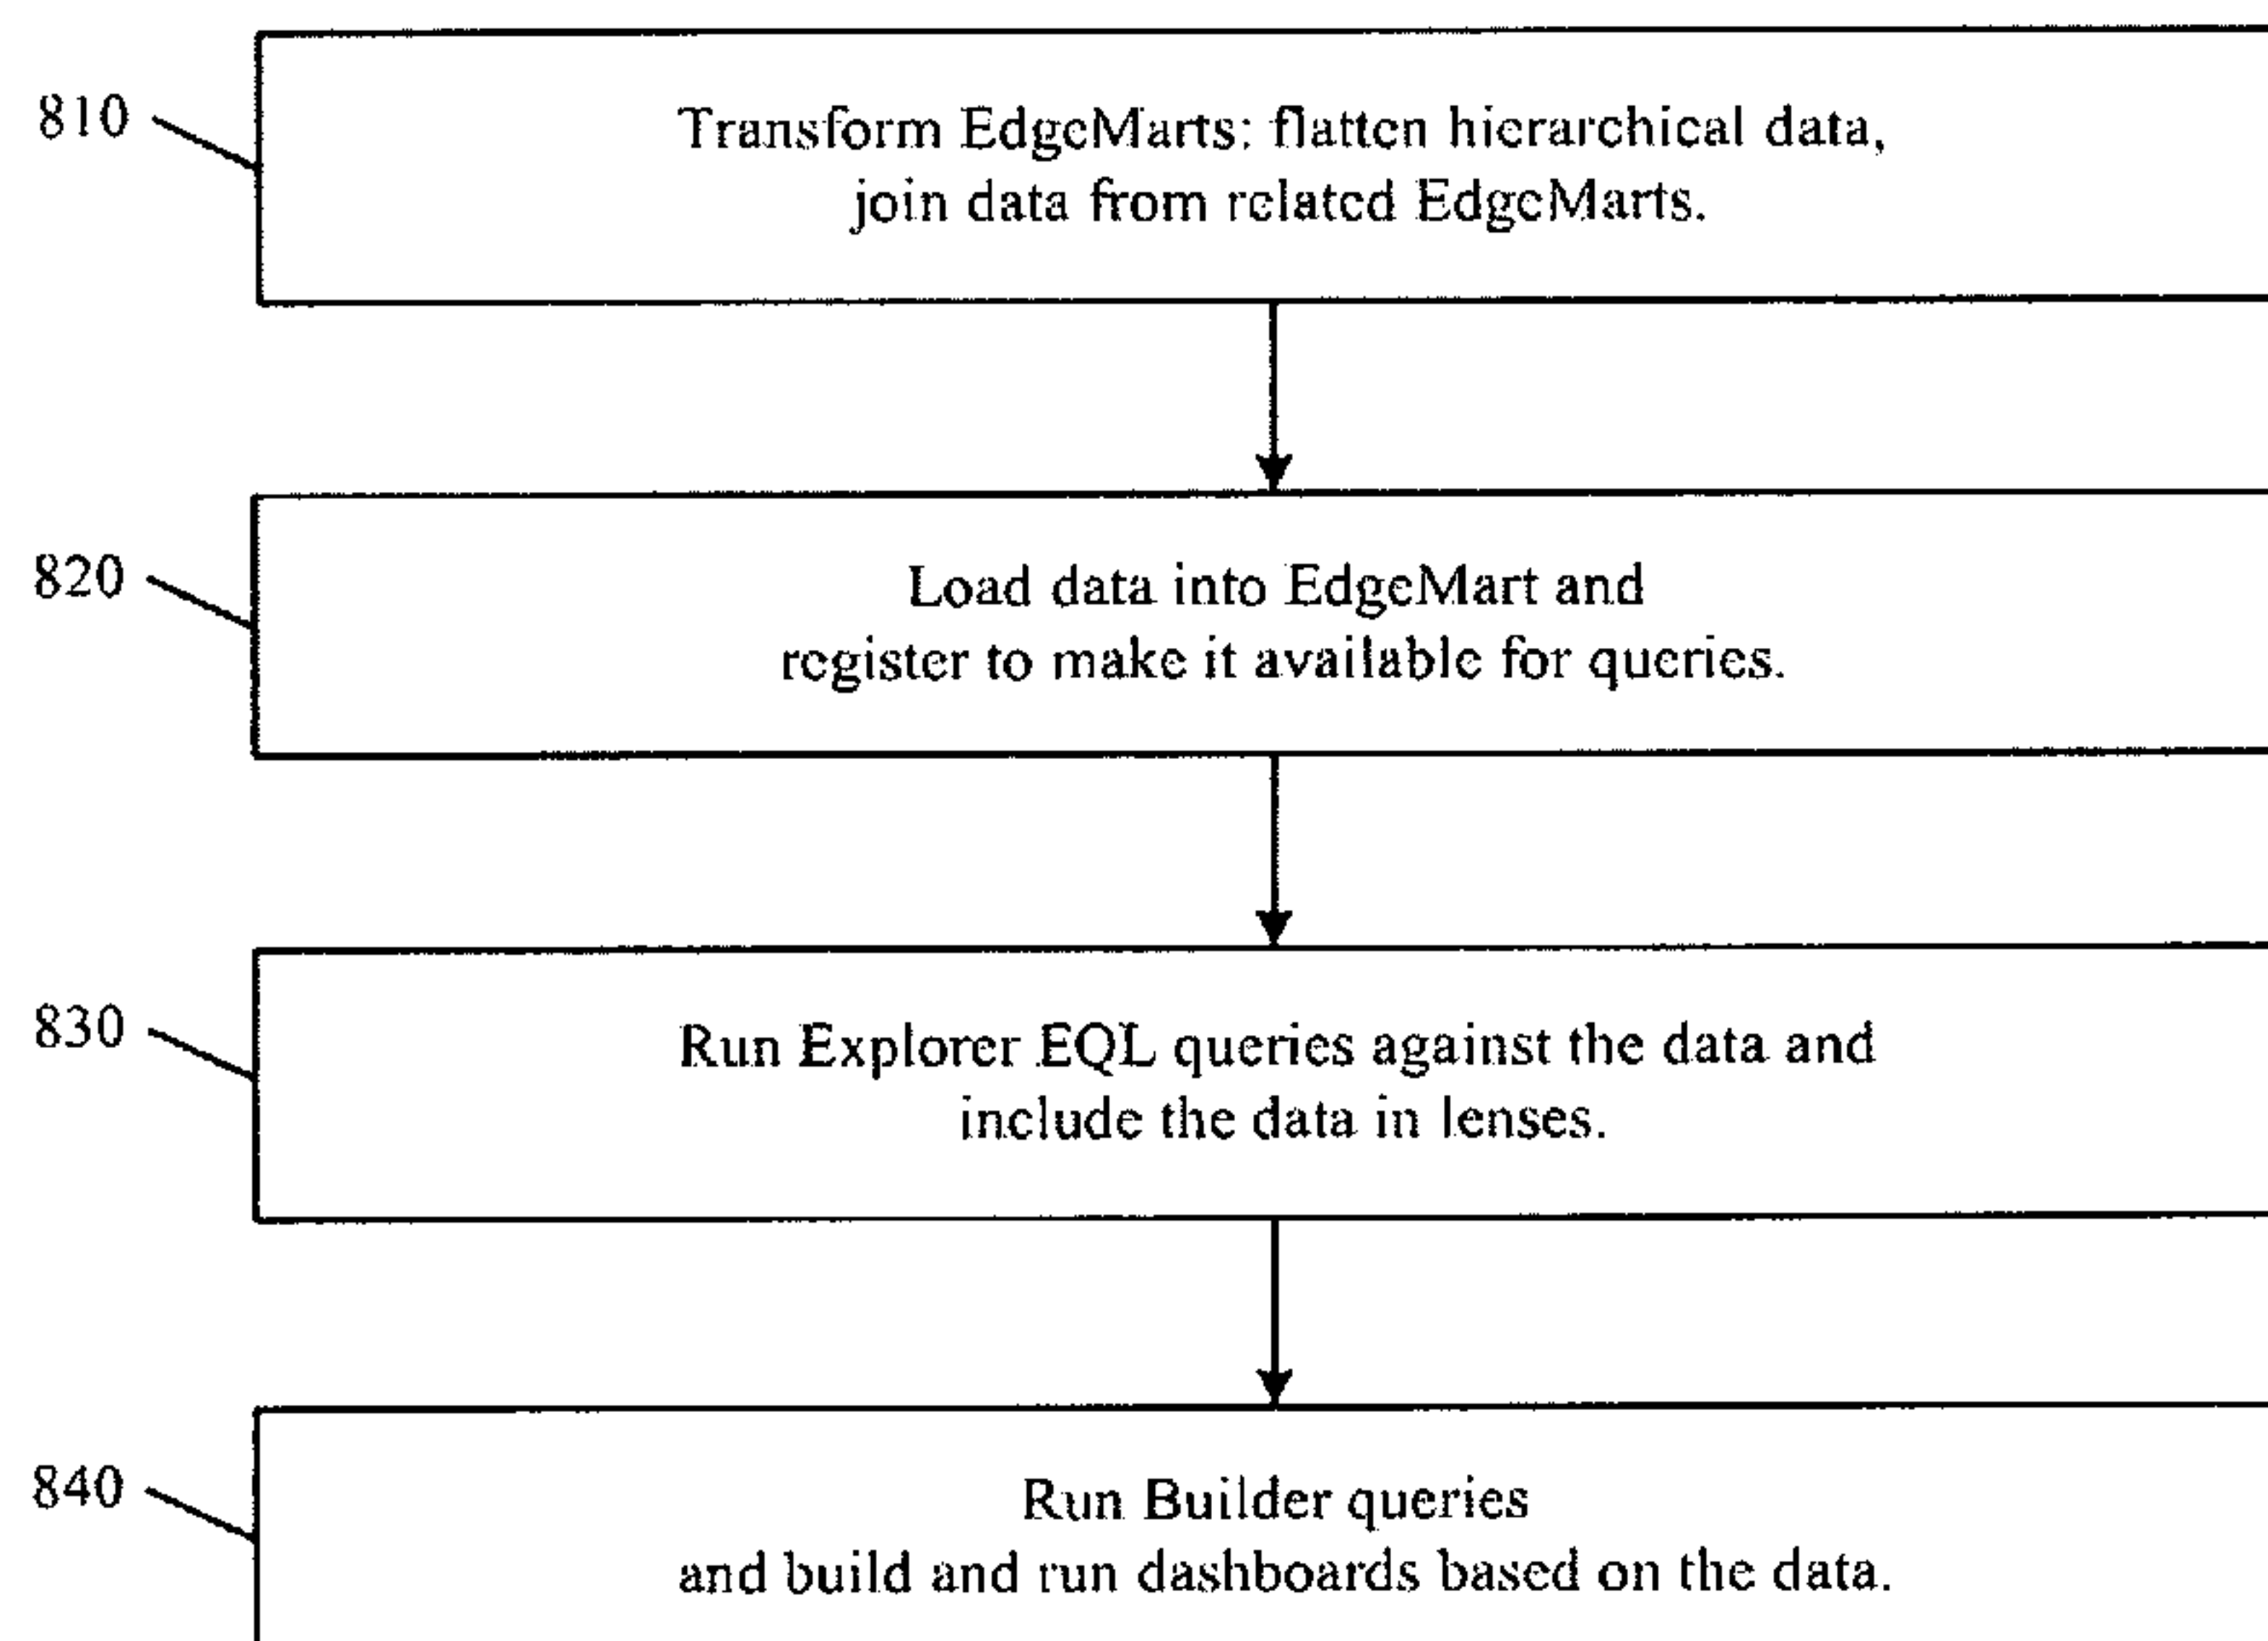 810
Transform EdgeMarts: flatten hierarchical data,
join data from related EdgeMarts.
820
Load data into EdgeMart and
register to make it available for queries.
830
Run Explorer EQL queries against the data and
include the data in lenses.
840
Run Builder queries
and build and run dashboards based on the data.